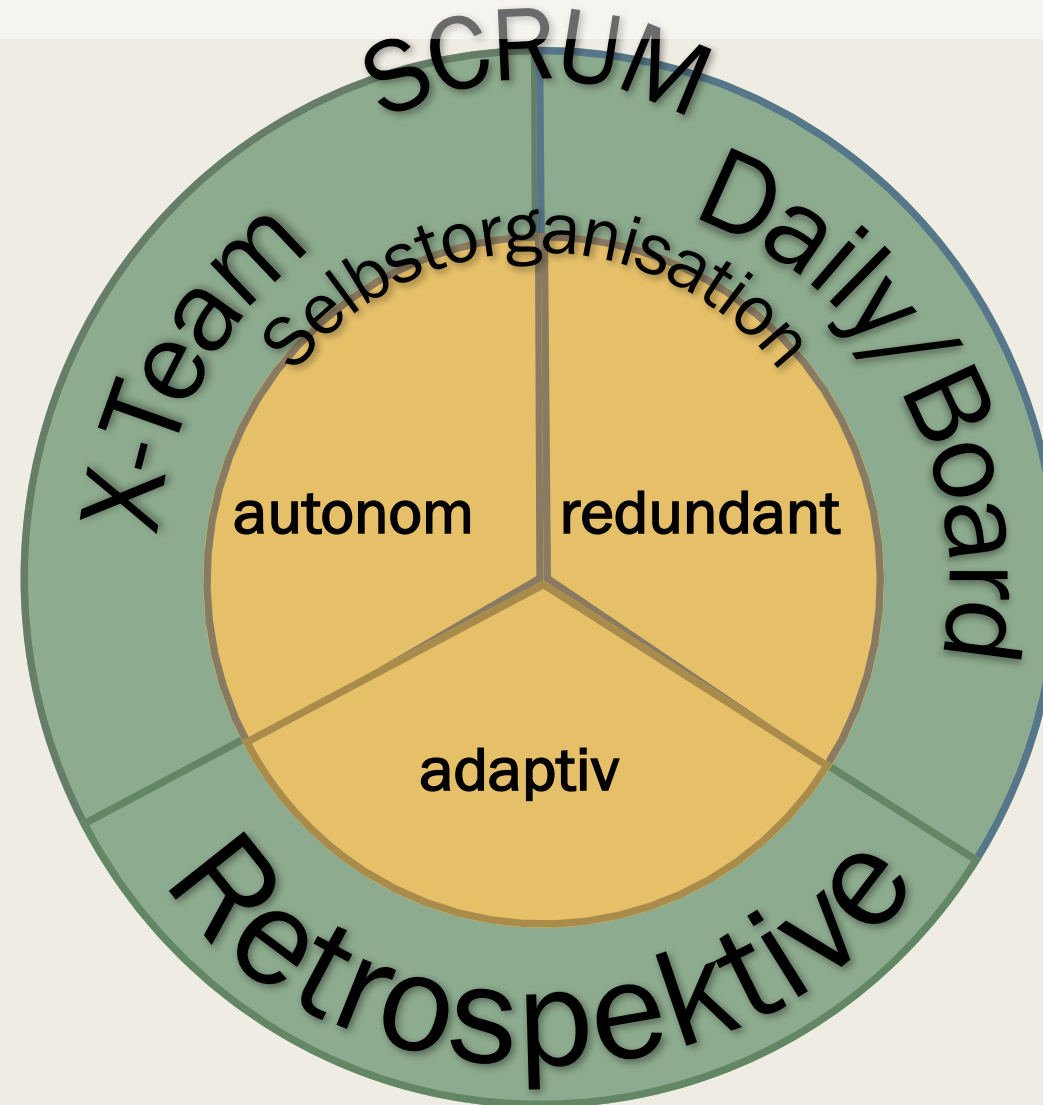 SCRUM
X-Team
Daily/Board
Selbstorganisation
autonom
redundant
adaptiv
Retrospektive